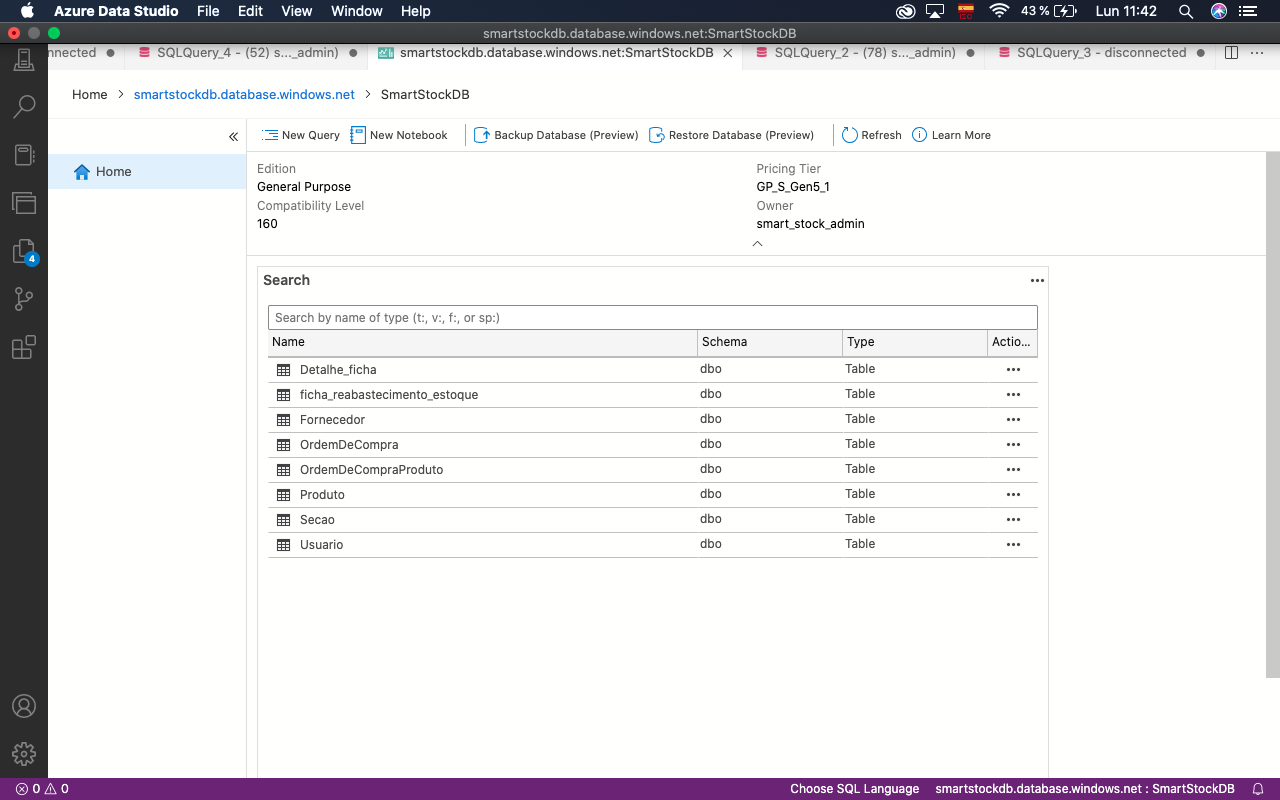 Azure Data Studio File Edit View Window Help ISO 43 % Lun 11:42
smartstockdb.database.windows.net:SmartStockDB
nnected SQLQuery_4 - (52) s..._admin) smartstockdb.database.windows.net:SmartStockDB SQLQuery_2 - (78) s..._admin) SQLQuery_3 - disconnected
Home > smartstockdb.database.windows.net > SmartStockDB
New Query New Notebook Backup Database (Preview) Restore Database (Preview) Refresh Learn More
Home
Edition Pricing Tier
General Purpose GP_S_Gen5_1
Compatibility Level Owner
160 smart_stock_admin
4
Search
Search by name of type (t:, v:, f:, or sp:)
Name Schema Type Actio...
Detalhe_ficha dbo Table
ficha_reabastecimento_estoque dbo Table
Fornecedor dbo Table
OrdemDeCompra dbo Table
OrdemDeCompraProduto dbo Table
Produto dbo Table
Secao dbo Table
Usuario dbo Table
0 0 Choose SQL Language smartstockdb.database.windows.net : SmartStockDB